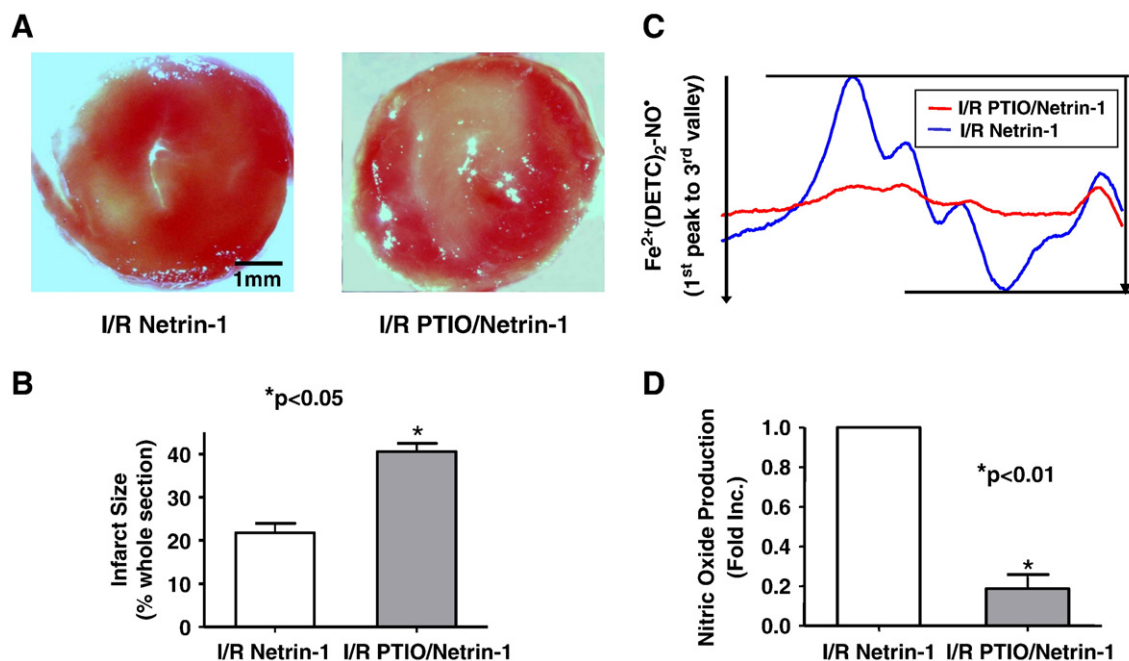 A
1mm
I/R Netrin-1
I/R PTIO/Netrin-1
B
*p<0.05
Infarct Size
(% whole section)
40
30
20
10
0
*
I/R Netrin-1
I/R PTIO/Netrin-1
C
Fe²⁺(DETC)₂-NO•
(1ˢᵗ peak to 3ʳᵈ valley)
I/R PTIO/Netrin-1
I/R Netrin-1
D
Nitric Oxide Production
(Fold Inc.)
1.0
0.8
0.6
0.4
0.2
0.0
*p<0.01
*
I/R Netrin-1
I/R PTIO/Netrin-1